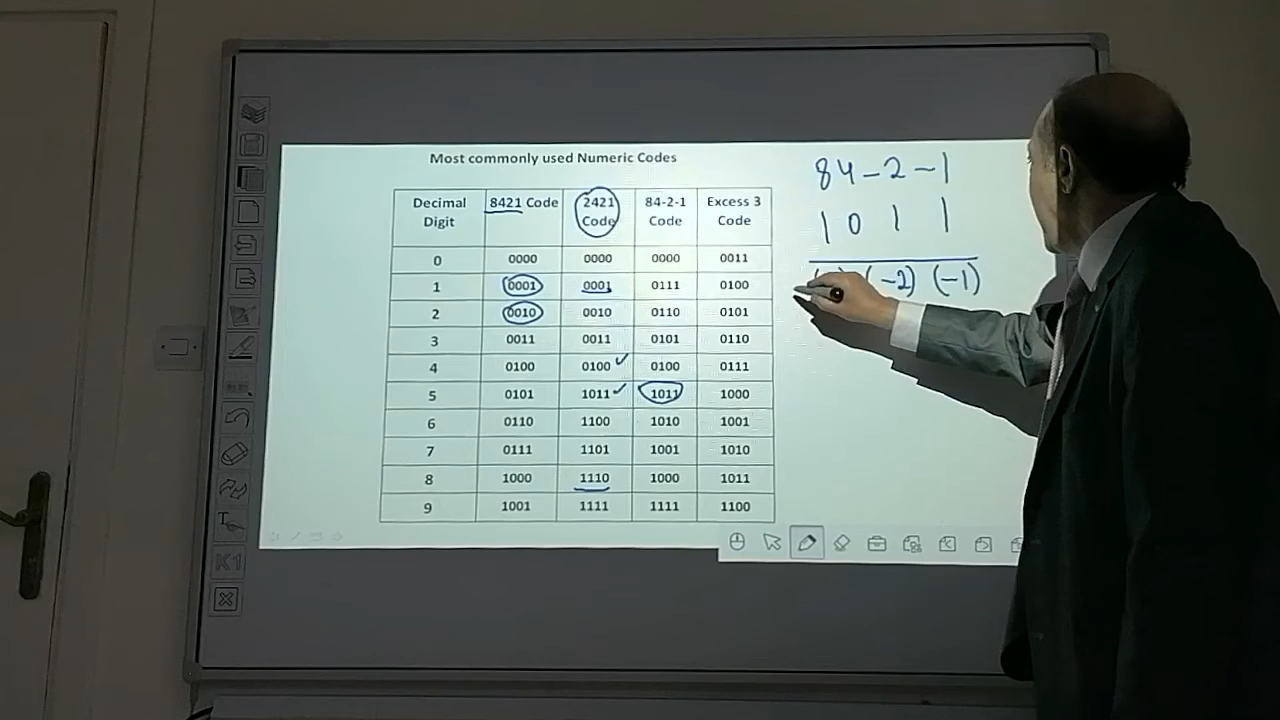 Most commonly used Numeric Codes
Decimal Digit 8421 Code 2421 Code 84-2-1 Code Excess 3 Code
0 0000 0000 0000 0011
1 0001 0001 0111 0100
2 0010 0010 0110 0101
3 0011 0011 0101 0110
4 0100 0100 0100 0111
5 0101 1011 1011 1000
6 0110 1100 1010 1001
7 0111 1101 1001 1010
8 1000 1110 1000 1011
9 1001 1111 1111 1100
84-2-1
1 0 1 1
(-2) (-1)
T
K1